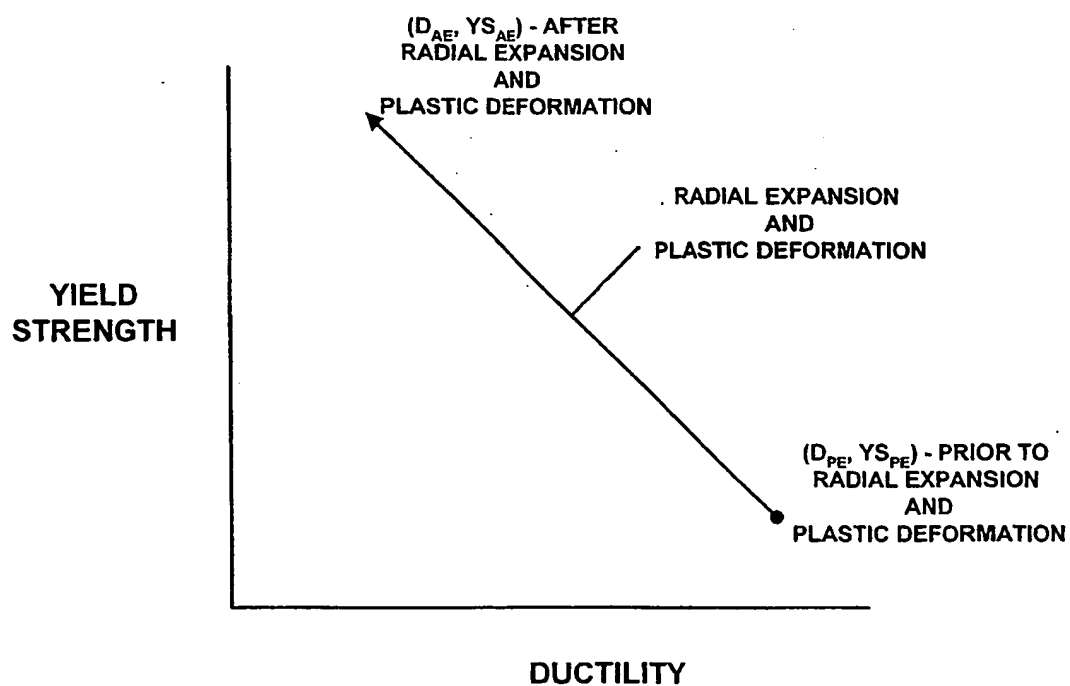 (D_AE, YS_AE) - AFTER
RADIAL EXPANSION
AND
PLASTIC DEFORMATION
RADIAL EXPANSION
AND
PLASTIC DEFORMATION
YIELD
STRENGTH
(D_PE, YS_PE) - PRIOR TO
RADIAL EXPANSION
AND
PLASTIC DEFORMATION
DUCTILITY